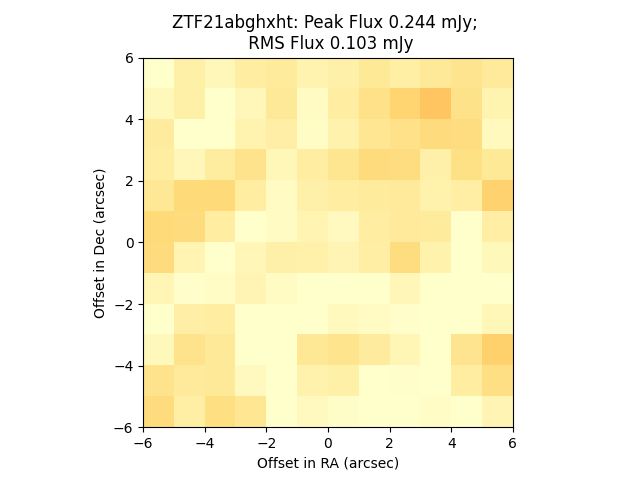 ZTF21abghxht: Peak Flux 0.244 mJy;
RMS Flux 0.103 mJy
6
4
2
0
−2
−4
−6
Offset in Dec (arcsec)
−6 −4 −2 0 2 4 6
Offset in RA (arcsec)